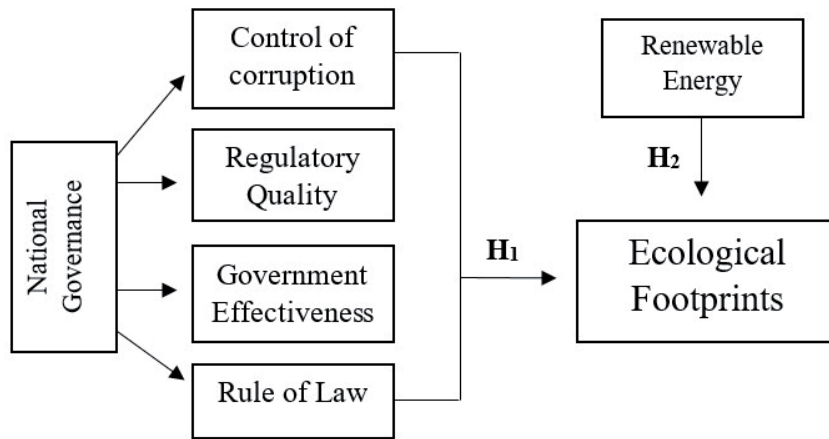 National
Governance
Control of
corruption
Regulatory
Quality
Government
Effectiveness
Rule of Law
H₁
Renewable
Energy
H₂
Ecological
Footprints